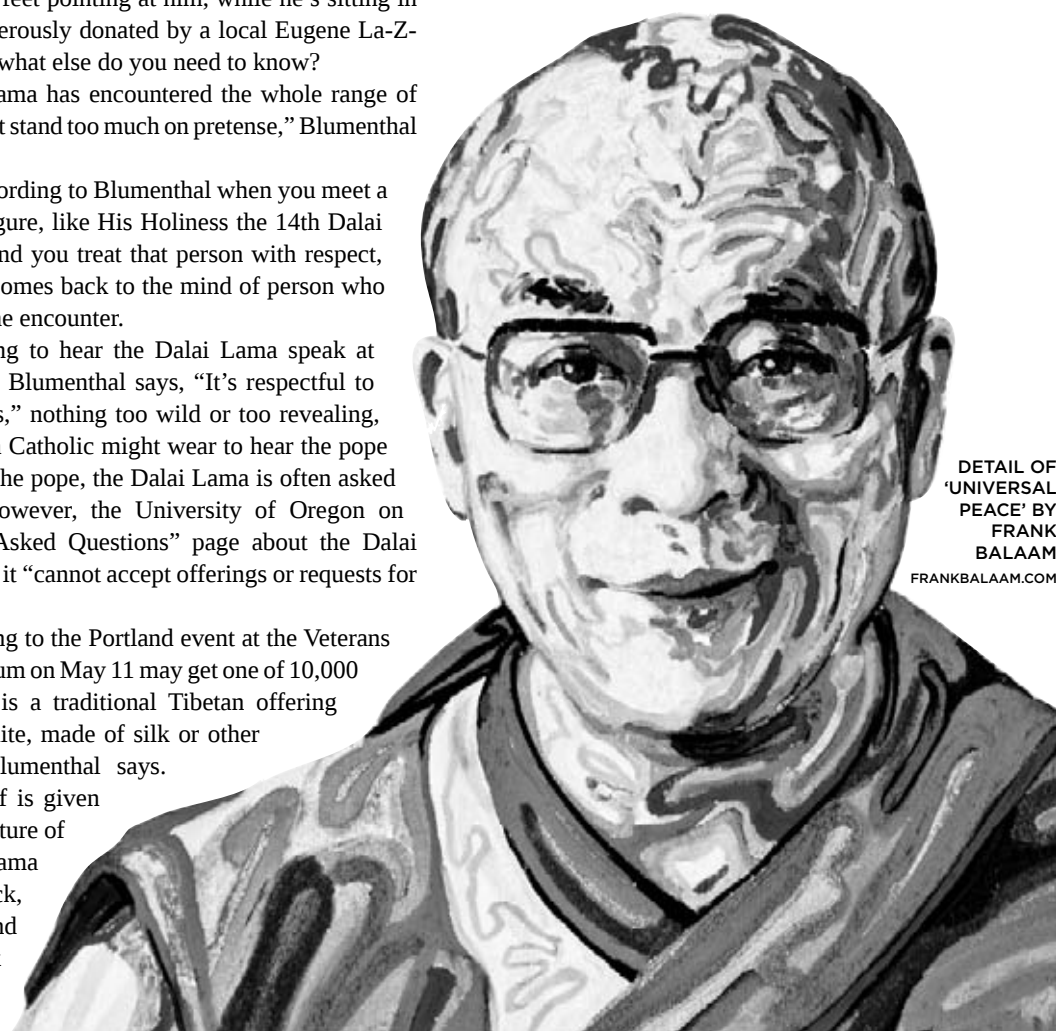 feet pointing at him, while he's sitting in
erously donated by a local Eugene La-Z-
what else do you need to know?
ama has encountered the whole range of
t stand too much on pretense,” Blumenthal
ording to Blumenthal when you meet a
gure, like His Holiness the 14th Dalai
nd you treat that person with respect,
omes back to the mind of person who
e encounter.
ng to hear the Dalai Lama speak at
Blumenthal says, “It's respectful to
s,” nothing too wild or too revealing,
Catholic might wear to hear the pope
he pope, the Dalai Lama is often asked
owever, the University of Oregon on
Asked Questions” page about the Dalai
it “cannot accept offerings or requests for
ng to the Portland event at the Veterans
um on May 11 may get one of 10,000
is a traditional Tibetan offering
ite, made of silk or other
lumenthal says.
f is given
ture of
ama
ck,
nd
DETAIL OF
‘UNIVERSAL
PEACE’ BY
FRANK
BALAAM
FRANKBALAAM.COM